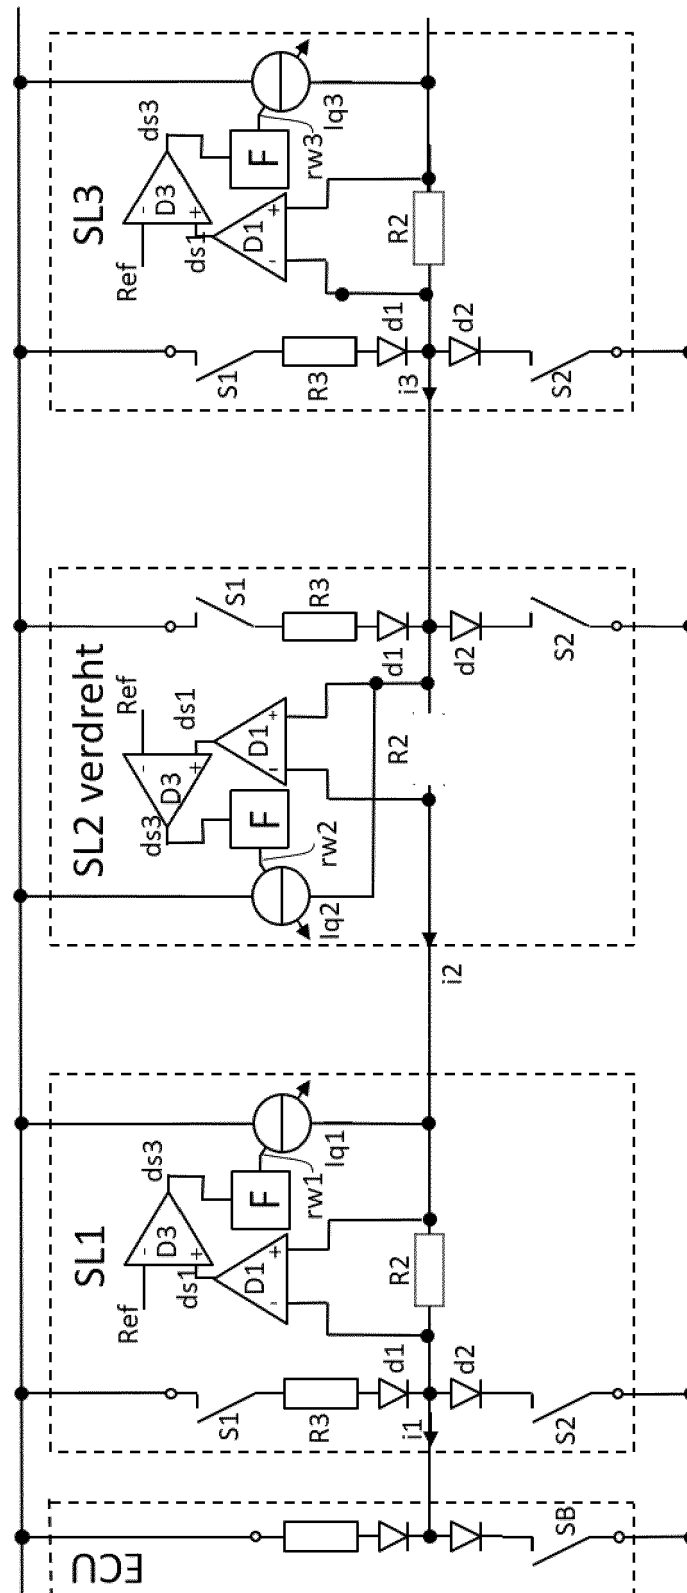 ECU
SB
SL1
Ref
-
D3
+
ds3
ds1
D1
- +
F
rw1
Iq1
S1
R3
d1
R2
i1
d2
S2
i2
SL2 verdreht
Ref
-
D3
+
ds3
ds1
D1
- +
F
rw2
Iq2
S1
R3
d1
R2
d2
S2
SL3
Ref
-
D3
+
ds3
ds1
D1
- +
F
rw3
Iq3
S1
R3
d1
R2
i3
d2
S2